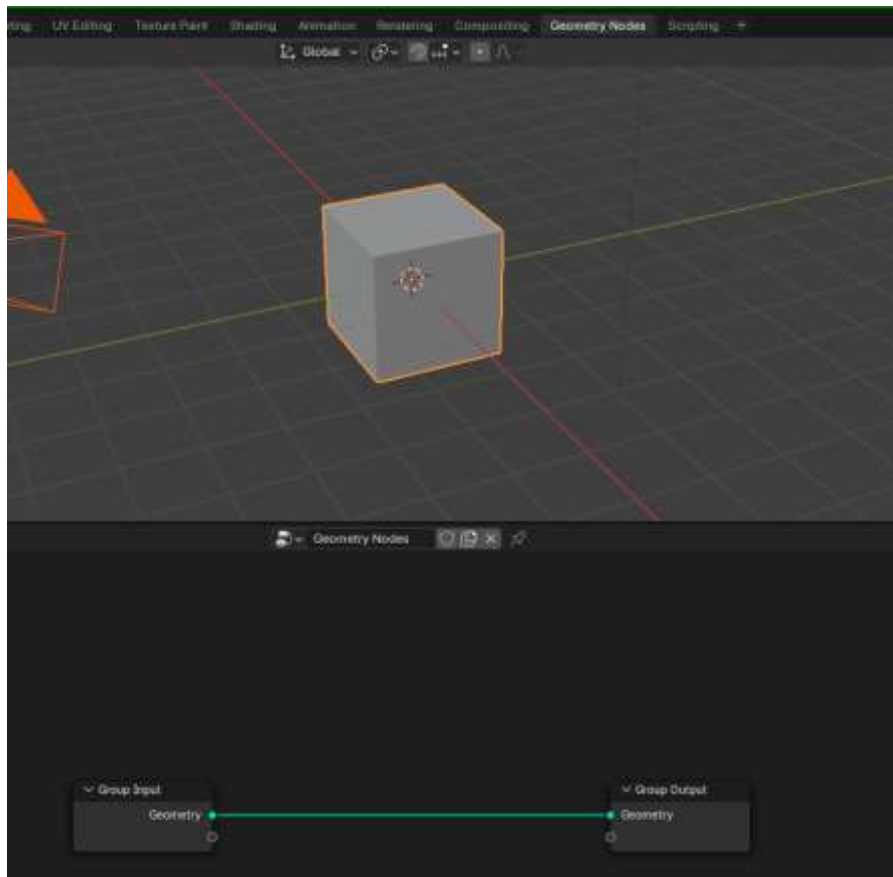 UV Editing Texture Paint Shading Animation Rendering Compositing Geometry Nodes Scripting +
Global
Geometry Nodes
Group Input
Geometry
Group Output
Geometry